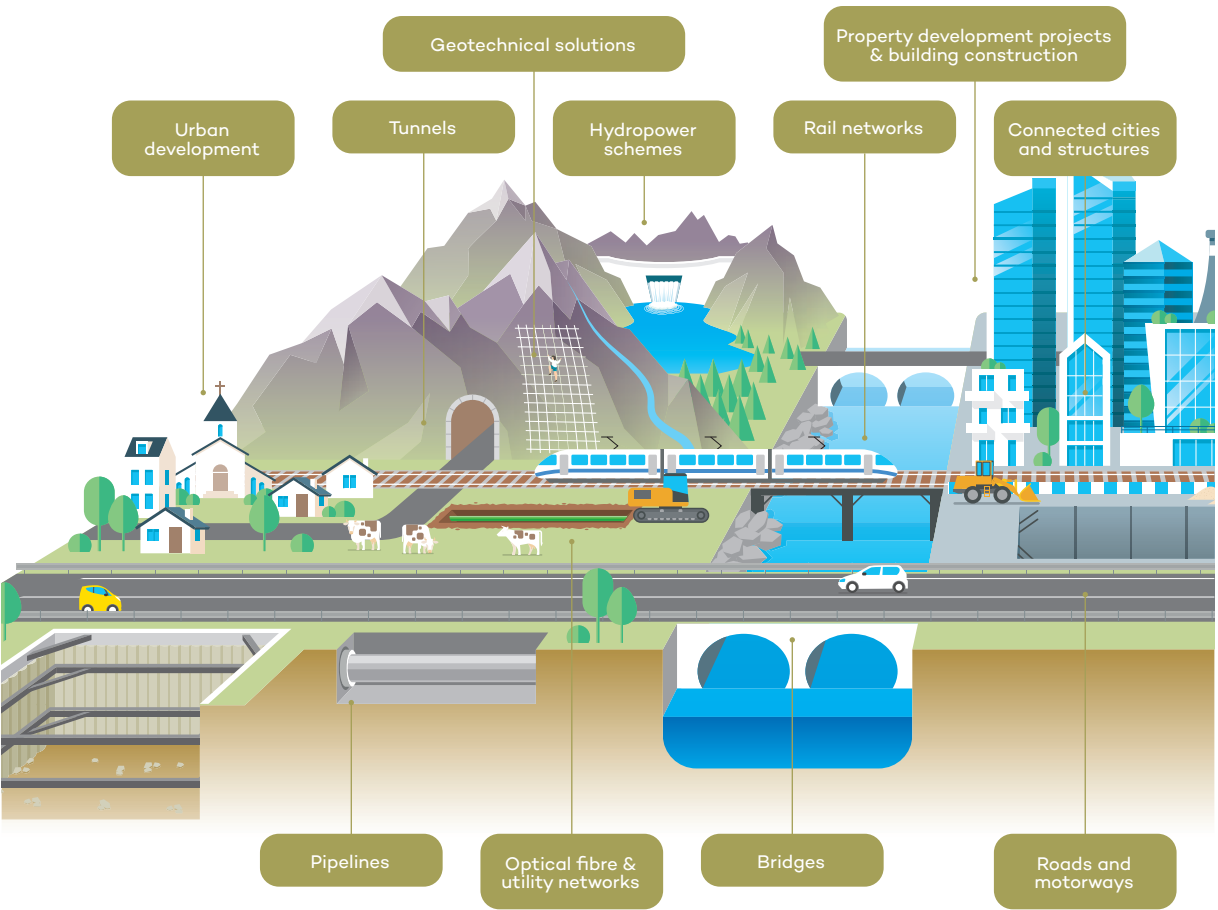 Geotechnical solutions
Property development projects
& building construction
Urban
development
Tunnels
Hydropower
schemes
Rail networks
Connected cities
and structures
Pipelines
Optical fibre &
utility networks
Bridges
Roads and
motorways